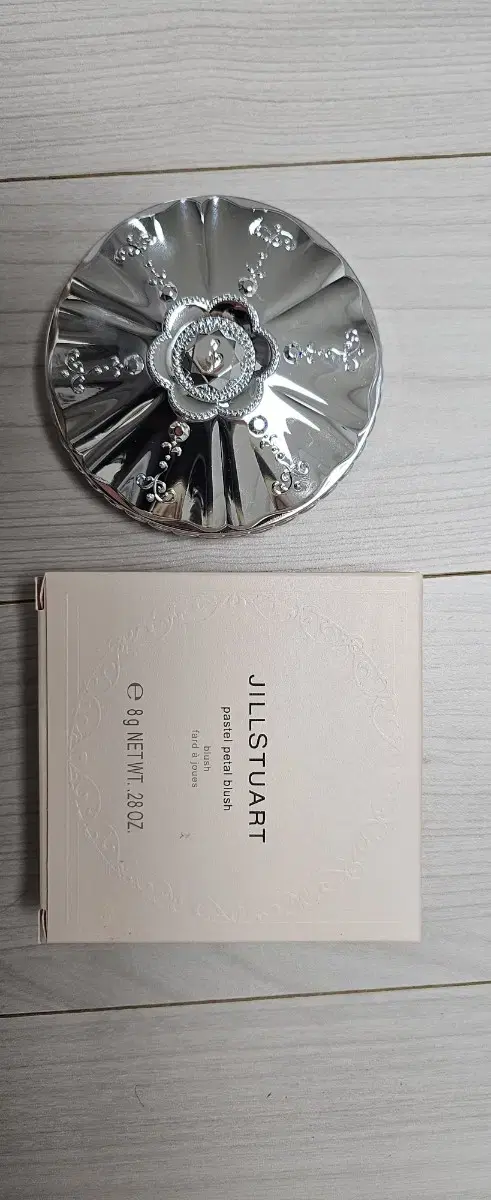 JILLSTUART
pastel petal blush
blush
fard à joues
℮ 8g NET WT. .28 OZ.